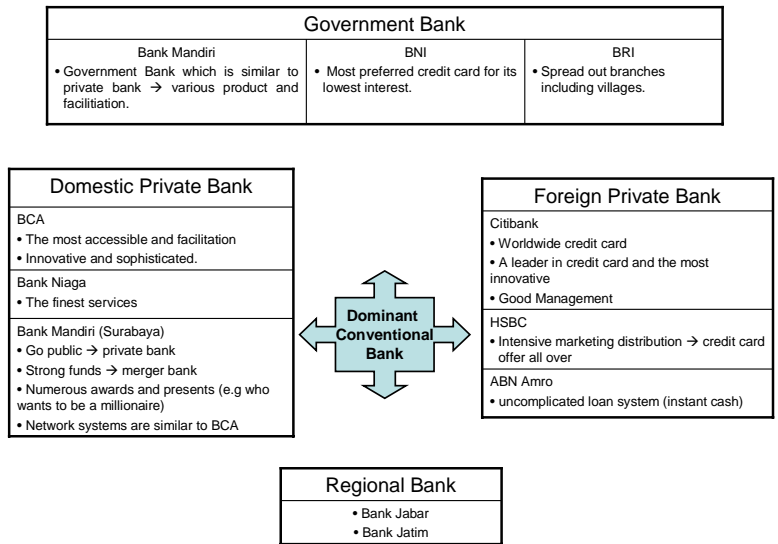 Government Bank
Bank Mandiri
• Government Bank which is similar to
private bank → various product and
facilitiation.
BNI
• Most preferred credit card for its
lowest interest.
BRI
• Spread out branches
including villages.
Domestic Private Bank
BCA
• The most accessible and facilitation
• Innovative and sophisticated.
Bank Niaga
• The finest services
Bank Mandiri (Surabaya)
• Go public → private bank
• Strong funds → merger bank
• Numerous awards and presents (e.g who
wants to be a millionaire)
• Network systems are similar to BCA
Dominant
Conventional
Bank
Foreign Private Bank
Citibank
• Worldwide credit card
• A leader in credit card and the most
innovative
• Good Management
HSBC
• Intensive marketing distribution → credit card
offer all over
ABN Amro
• uncomplicated loan system (instant cash)
Regional Bank
• Bank Jabar
• Bank Jatim